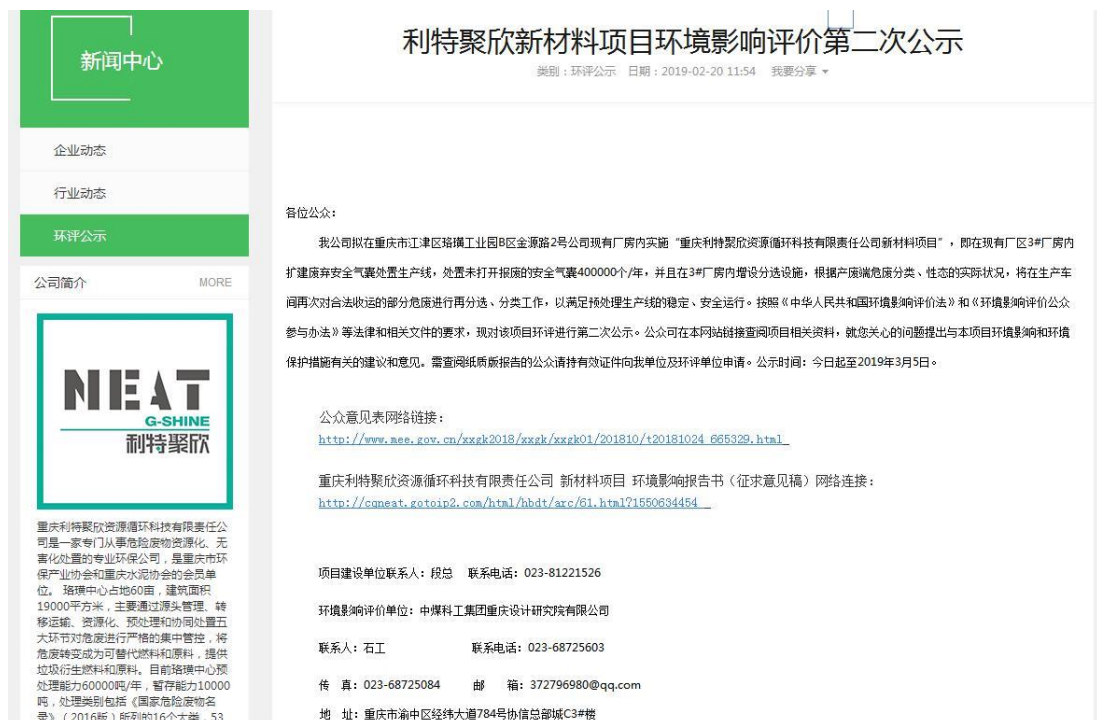 新闻中心
企业动态
行业动态
环评公示
公司简介 MORE
NEAT
G-SHINE
利特聚欣
重庆利特聚欣资源循环科技有限责任公
司是一家专门从事危险废物资源化、无
害化处置的专业环保公司，是重庆市环
保产业协会和重庆水泥协会的会员单
位。 珞璜中心占地60亩，建筑面积
19000平方米，主要通过源头管理、转
移运输、资源化、预处理和协同处置五
大环节对危废进行严格的集中管控，将
危废转变成为可替代燃料和原料，提供
垃圾衍生燃料和原料。目前珞璜中心预
处理能力60000吨/年，暂存能力10000
吨，处理类别包括《国家危险废物名
录》（2016版）所列的16个大类，53
利特聚欣新材料项目环境影响评价第二次公示
类别：环评公示 日期：2019-02-20 11:54 我要分享
各位公众：
我公司拟在重庆市江津区珞璜工业园B区金源路2号公司现有厂房内实施“重庆利特聚欣资源循环科技有限责任公司新材料项目”，即在现有厂区3#厂房内
扩建废弃安全气囊处置生产线，处置未打开报废的安全气囊400000个/年，并且在3#厂房内增设分选设施，根据产废端危废分类、性态的实际状况，将在生产车
间再次对合法收运的部分危废进行再分选、分类工作，以满足预处理生产线的稳定、安全运行。按照《中华人民共和国环境影响评价法》和《环境影响评价公众
参与办法》等法律和相关文件的要求，现对该项目环评进行第二次公示。公众可在本网站链接查阅项目相关资料，就您关心的问题提出与本项目环境影响和环境
保护措施有关的建议和意见。需查阅纸质版报告的公众请持有效证件向我单位及环评单位申请。公示时间：今日起至2019年3月5日。
公众意见表网络链接：
http://www.mee.gov.cn/xxgk2018/xxgk/xxgk01/201810/t20181024_665329.html
重庆利特聚欣资源循环科技有限责任公司 新材料项目 环境影响报告书（征求意见稿）网络连接：
http://cqneat.gotoip2.com/html/hbdt/arc/61.html?1550634454
项目建设单位联系人：段总 联系电话：023-81221526
环境影响评价单位：中煤科工集团重庆设计研究院有限公司
联系人：石工 联系电话：023-68725603
传 真：023-68725084 邮 箱：372796980@qq.com
地 址：重庆市渝中区经纬大道784号协信总部城C3#楼